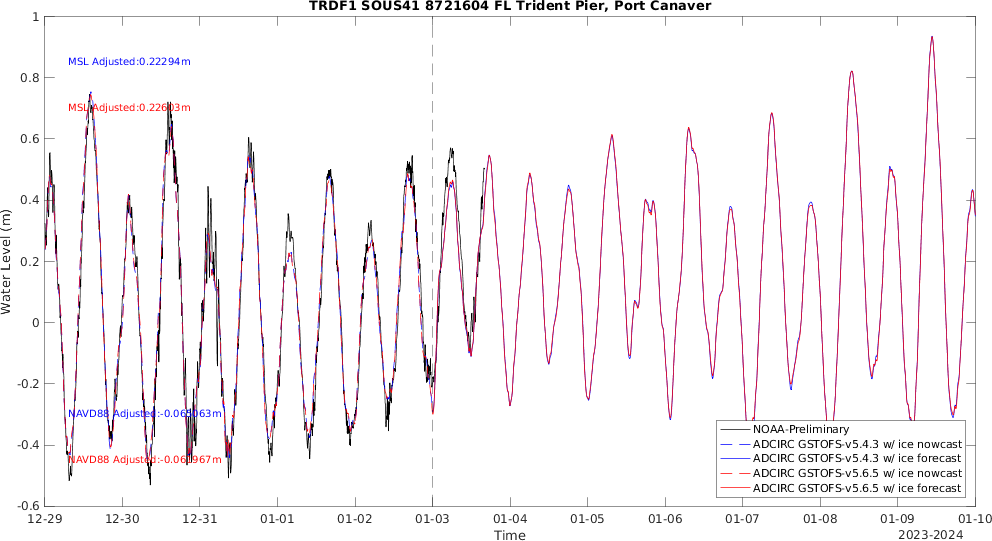 TRDF1 SOUS41 8721604 FL Trident Pier, Port Canaver
Water Level (m)
1
0.8
0.6
0.4
0.2
0
-0.2
-0.4
-0.6
MSL Adjusted:0.22294m
MSL Adjusted:0.22603m
NAVD88 Adjusted:-0.065063m
NAVD88 Adjusted:-0.061967m
NOAA-Preliminary
ADCIRC GSTOFS-v5.4.3 w/ ice nowcast
ADCIRC GSTOFS-v5.4.3 w/ ice forecast
ADCIRC GSTOFS-v5.6.5 w/ ice nowcast
ADCIRC GSTOFS-v5.6.5 w/ ice forecast
12-29 12-30 12-31 01-01 01-02 01-03 01-04 01-05 01-06 01-07 01-08 01-09 01-10
Time
2023-2024